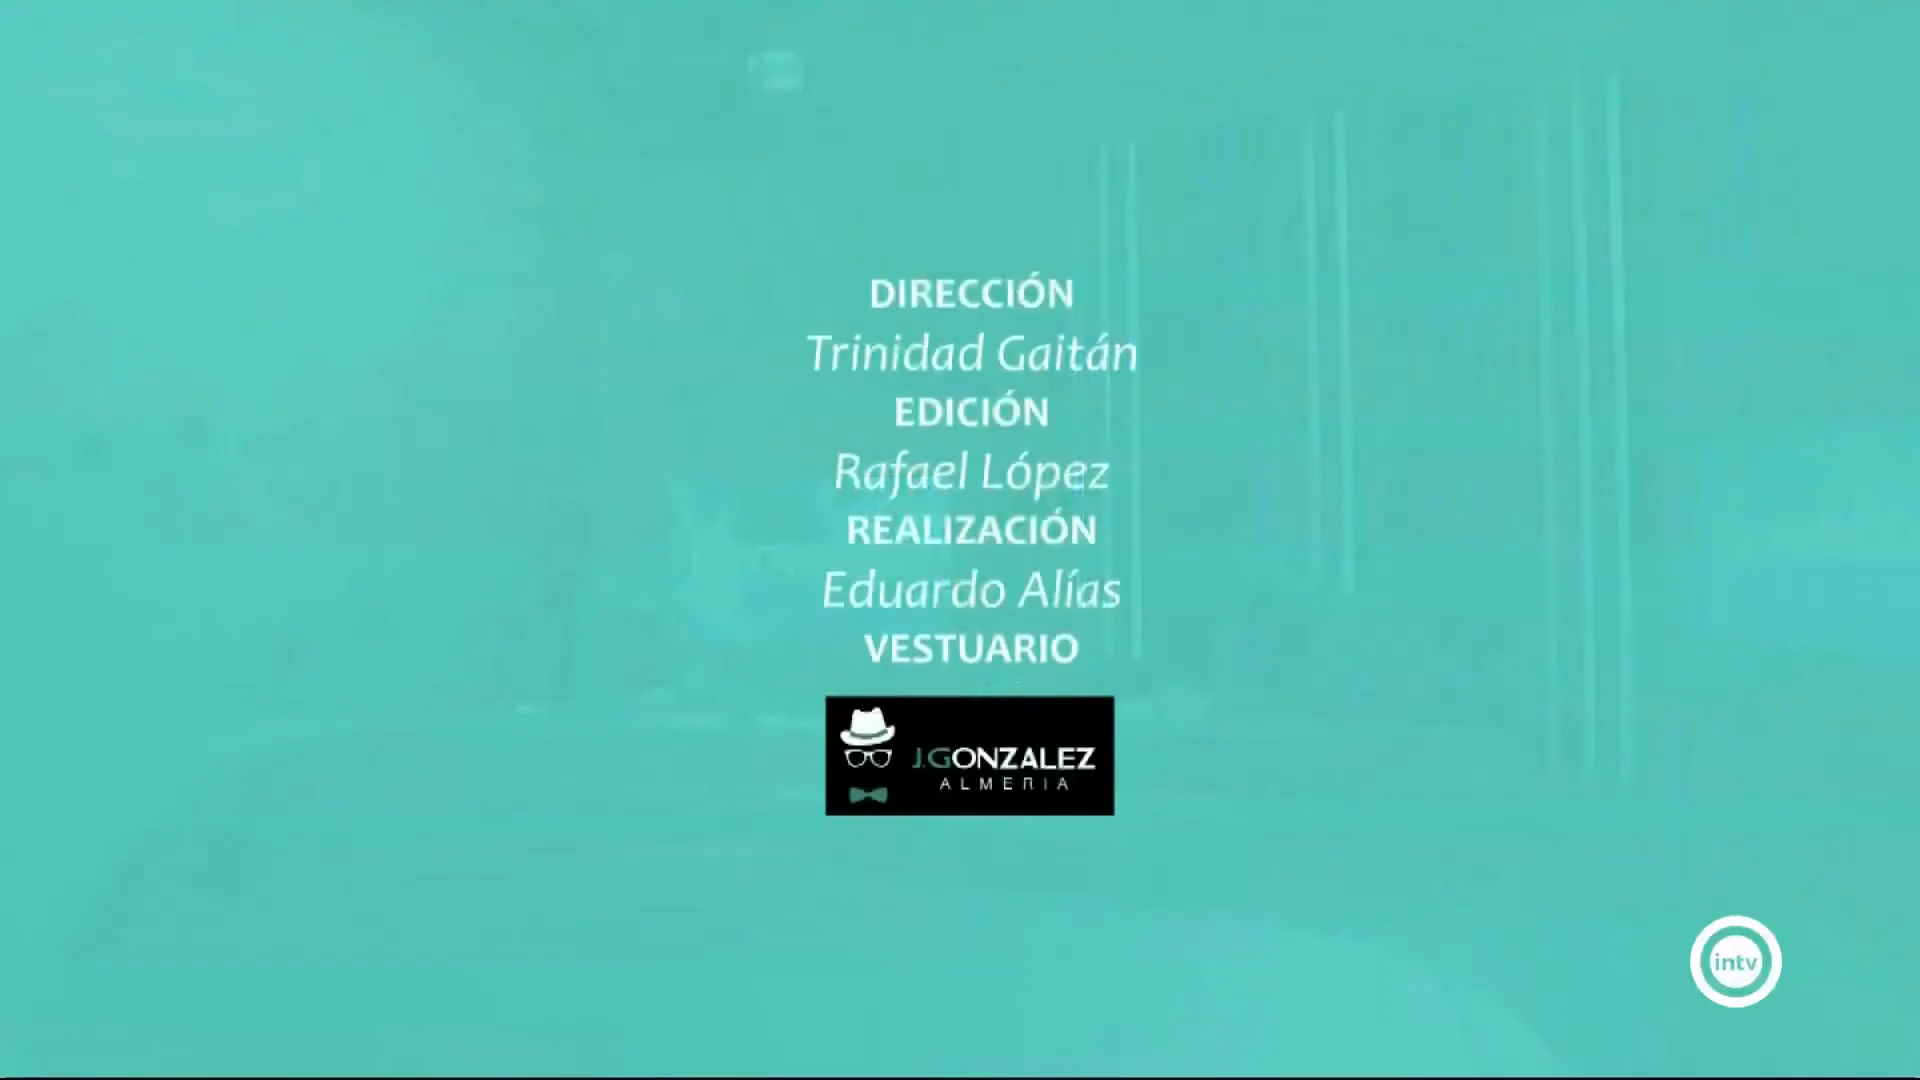 DIRECCIÓN
Trinidad Gaitán
EDICIÓN
Rafael López
REALIZACIÓN
Eduardo Alías
VESTUARIO
J.GONZALEZ
ALMERIA
intv